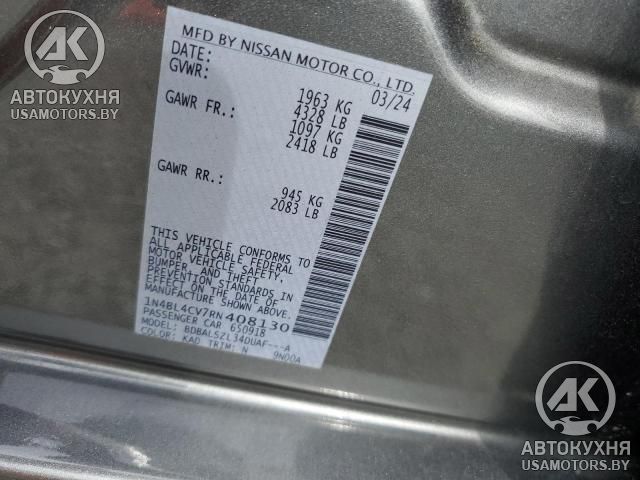 AK
АВТОКУХНЯ
USAMOTORS.BY
MFD BY NISSAN MOTOR CO., LTD.
DATE: 03/24
GVWR: 1963 KG
4328 LB
GAWR FR.: 1097 KG
2418 LB
GAWR RR.: 945 KG
2083 LB
THIS VEHICLE CONFORMS TO
ALL APPLICABLE FEDERAL
MOTOR VEHICLE SAFETY,
BUMPER, AND THEFT
PREVENTION STANDARDS IN
EFFECT ON THE DATE OF
MANUFACTURE SHOWN ABOVE.
1N4BL4CV7RN408130
PASSENGER CAR 650918
MODEL: BDBALSZL34DUAF---A
COLOR: KAD TRIM: N 9N00A
AK
АВТОКУХНЯ
USAMOTORS.BY